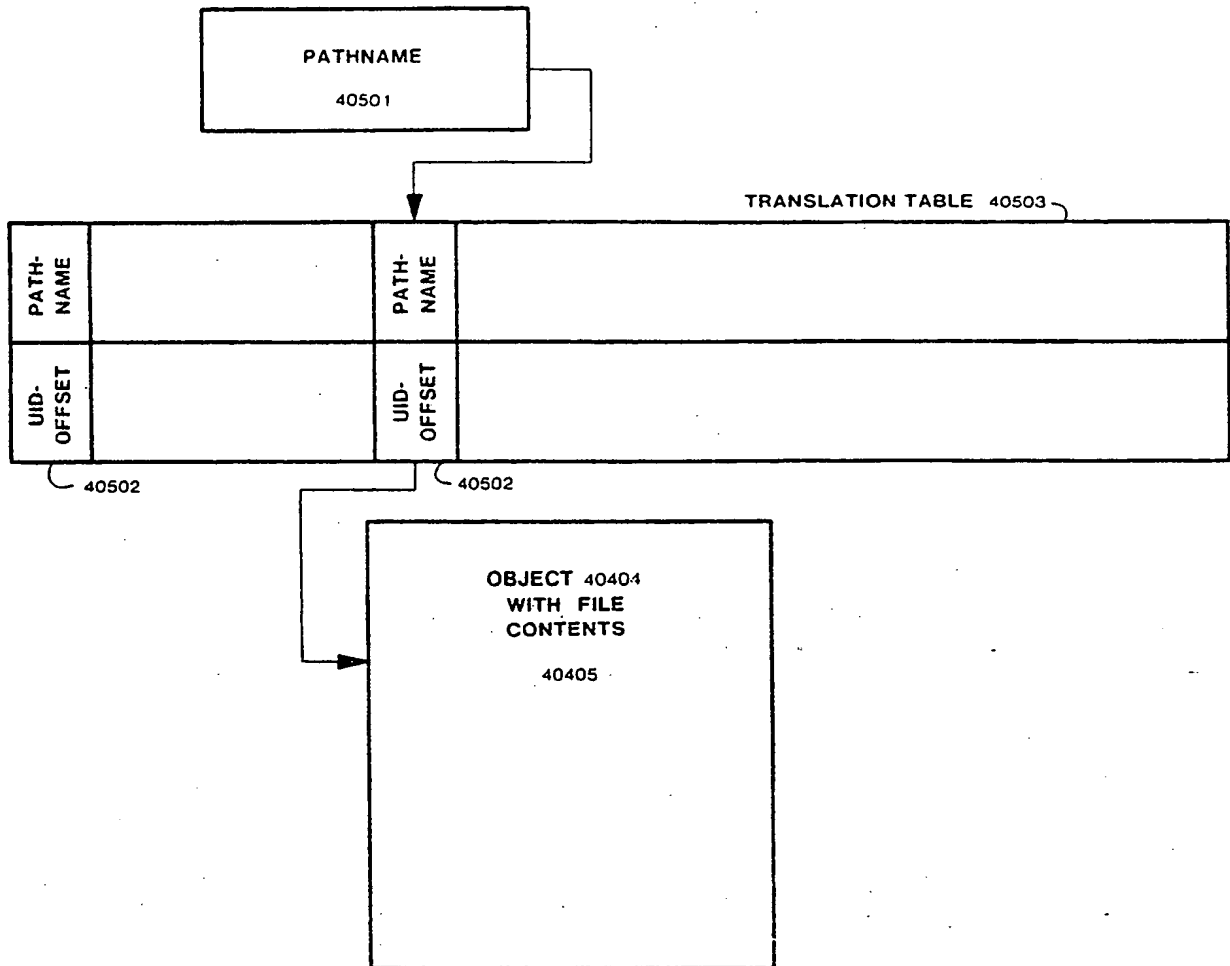 PATHNAME
40501
TRANSLATION TABLE 40503
PATH-
NAME
PATH-
NAME
UID-
OFFSET
UID-
OFFSET
40502
40502
OBJECT 40404
WITH FILE
CONTENTS
40405